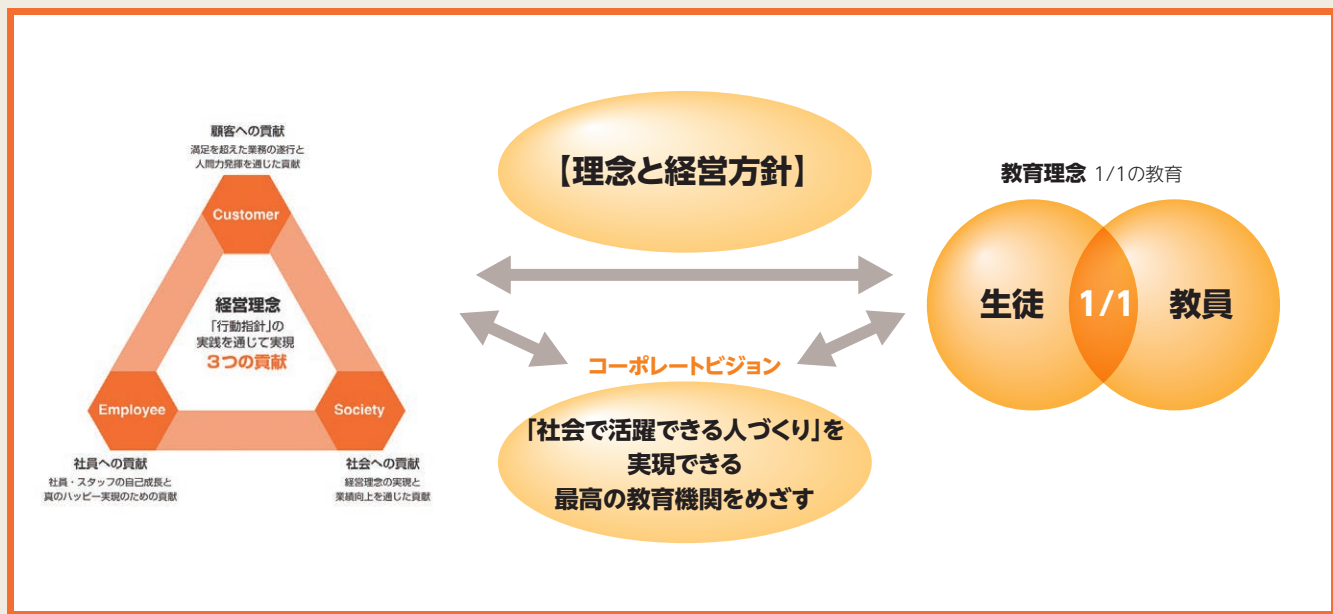 顧客への貢献
満足を超えた業務の遂行と
人間力発揮を通じた貢献
Customer
経営理念
「行動指針」の
実践を通じて実現
3つの貢献
Employee
Society
社員への貢献
社員・スタッフの自己成長と
真のハッピー実現のための貢献
社会への貢献
経営理念の実現と
業績向上を通じた貢献
【理念と経営方針】
コーポレートビジョン
「社会で活躍できる人づくり」を
実現できる
最高の教育機関をめざす
教育理念 1/1の教育
生徒
1/1
教員